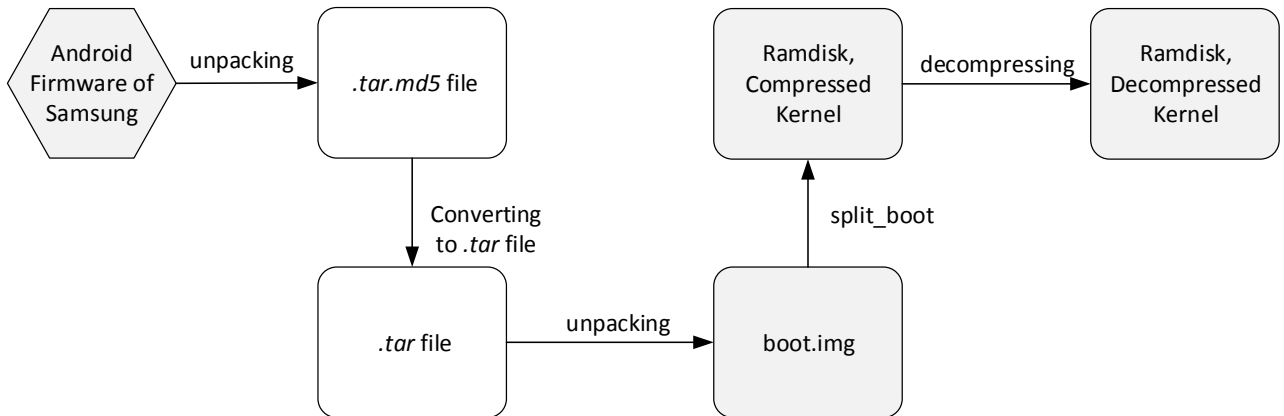 Android
Firmware of
Samsung
unpacking
.tar.md5 file
Converting
to .tar file
.tar file
unpacking
boot.img
split_boot
Ramdisk,
Compressed
Kernel
decompressing
Ramdisk,
Decompressed
Kernel